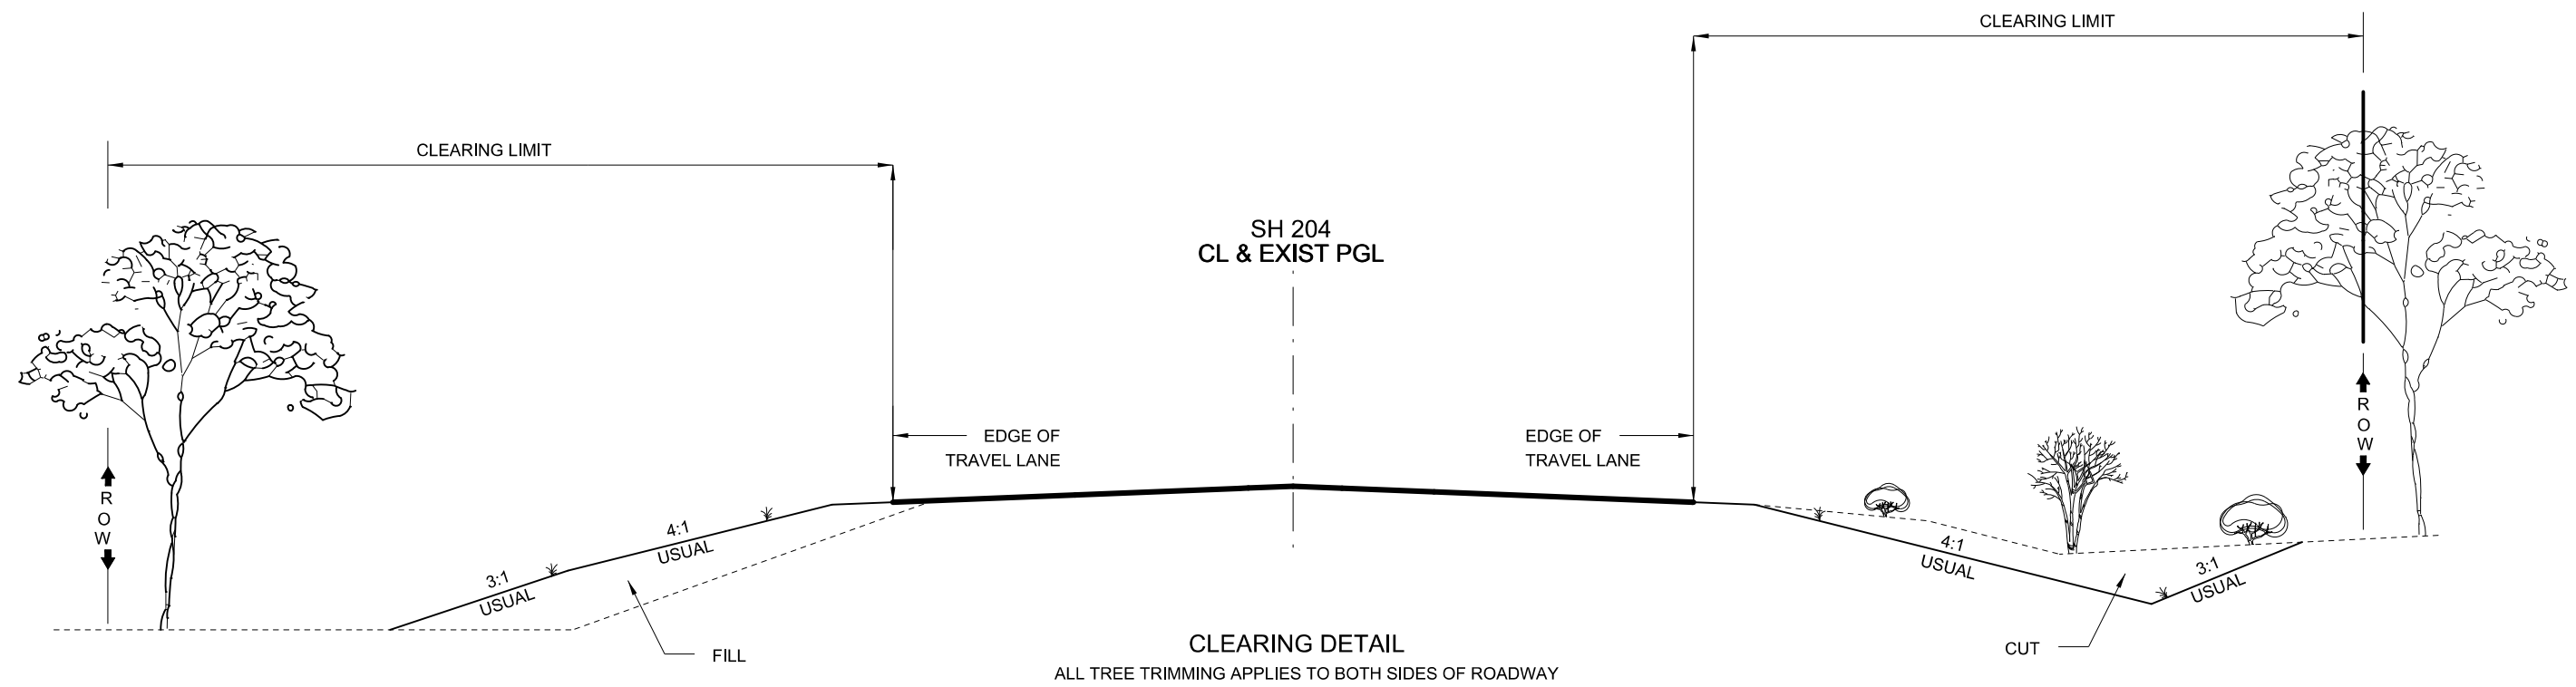 CLEARING LIMIT
CLEARING LIMIT
SH 204
CL & EXIST PGL
EDGE OF
TRAVEL LANE
EDGE OF
TRAVEL LANE
ROW
ROW
4:1
USUAL
3:1
USUAL
4:1
USUAL
3:1
USUAL
FILL
CUT
CLEARING DETAIL
ALL TREE TRIMMING APPLIES TO BOTH SIDES OF ROADWAY